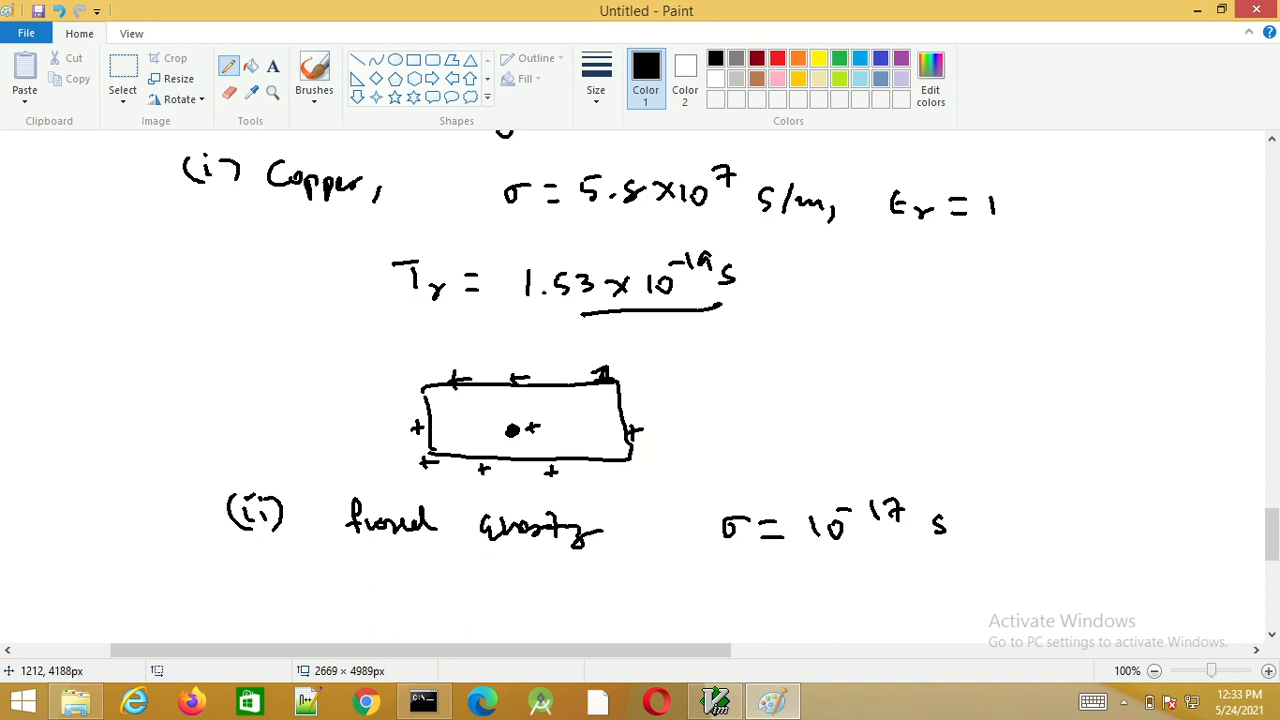 Untitled - Paint
File Home View
Paste Cut Copy Clipboard
Select Crop Resize Rotate Image
A Tools
Brushes
Outline Fill Shapes
Size
Color 1 Color 2 Edit colors Colors
(i) Copper, σ = 5.8×10⁷ S/m, ϵr = 1
Tr = 1.53×10⁻¹⁹ s
+ + +
+ + +
+ + +
(ii) fused quartz σ = 10⁻¹⁷ s
Activate Windows
Go to PC settings to activate Windows.
1212, 4188px 2669 × 4989px 100%
12:33 PM
5/24/2021